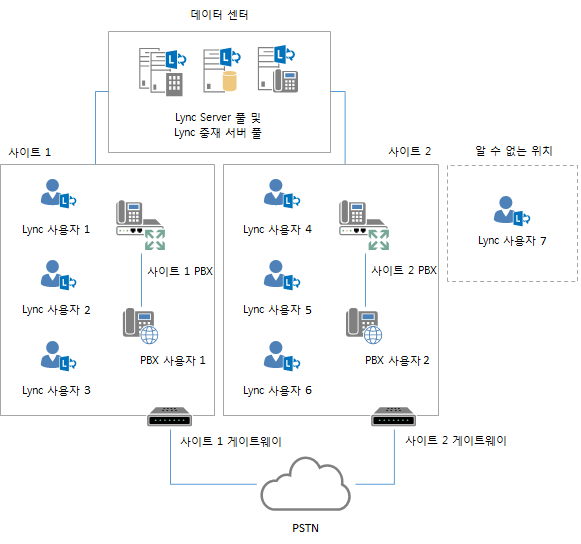 데이터 센터
Lync Server 풀 및
Lync 중재 서버 풀
사이트 1
사이트 2
알 수 없는 위치
Lync 사용자 1
Lync 사용자 4
Lync 사용자 7
사이트 1 PBX
사이트 2 PBX
Lync 사용자 2
Lync 사용자 5
PBX 사용자 1
PBX 사용자 2
Lync 사용자 3
Lync 사용자 6
사이트 1 게이트웨이
사이트 2 게이트웨이
PSTN